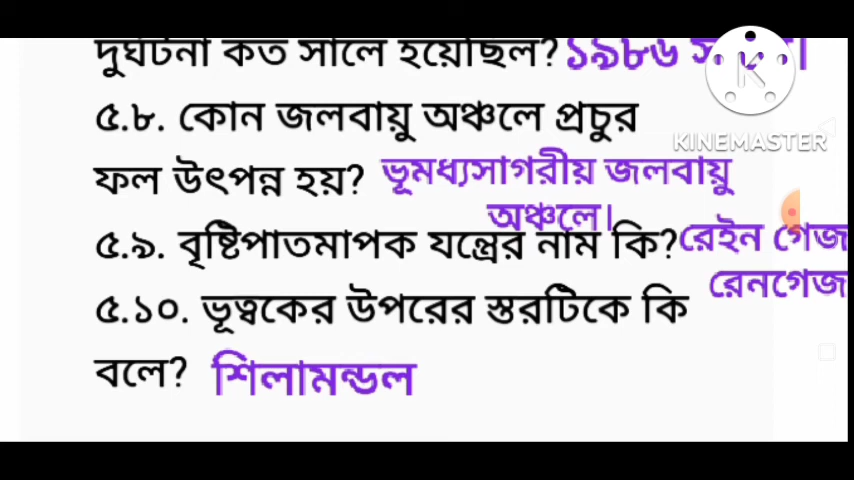 দুর্ঘটনা কত সালে হয়েছিল? ১৯৮৬
KINEMASTER
৫.৮. কোন জলবায়ু অঞ্চলে প্রচুর
ফল উৎপন্ন হয়? ভূমধ্যসাগরীয় জলবায়ু
অঞ্চলে।
৫.৯. বৃষ্টিপাতমাপক যন্ত্রের নাম কি? রেইন গেজ
রেনগেজ
৫.১০. ভূত্বকের উপরের স্তরটিকে কি
বলে? শিলামন্ডল